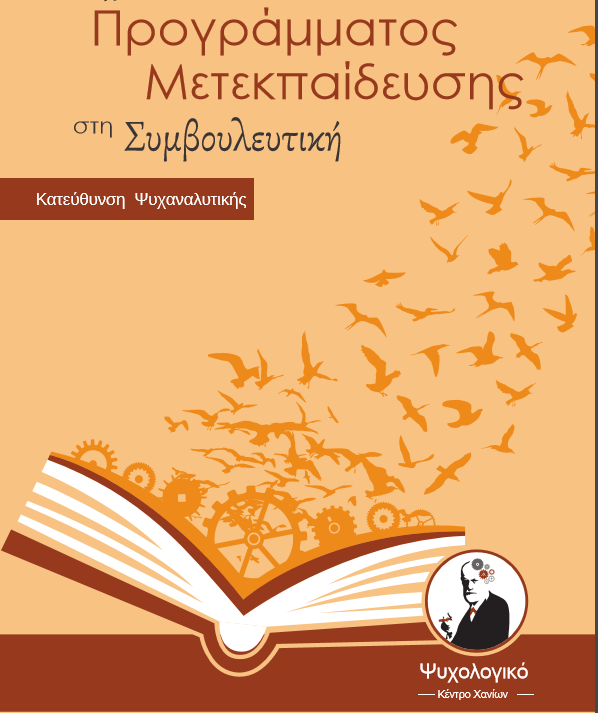 Προγράμματος
Μετεκπαίδευσης
στη Συμβουλευτική
Κατεύθυνση Ψυχαναλυτικής
Ψυχολογικό
Κέντρο Χανίων